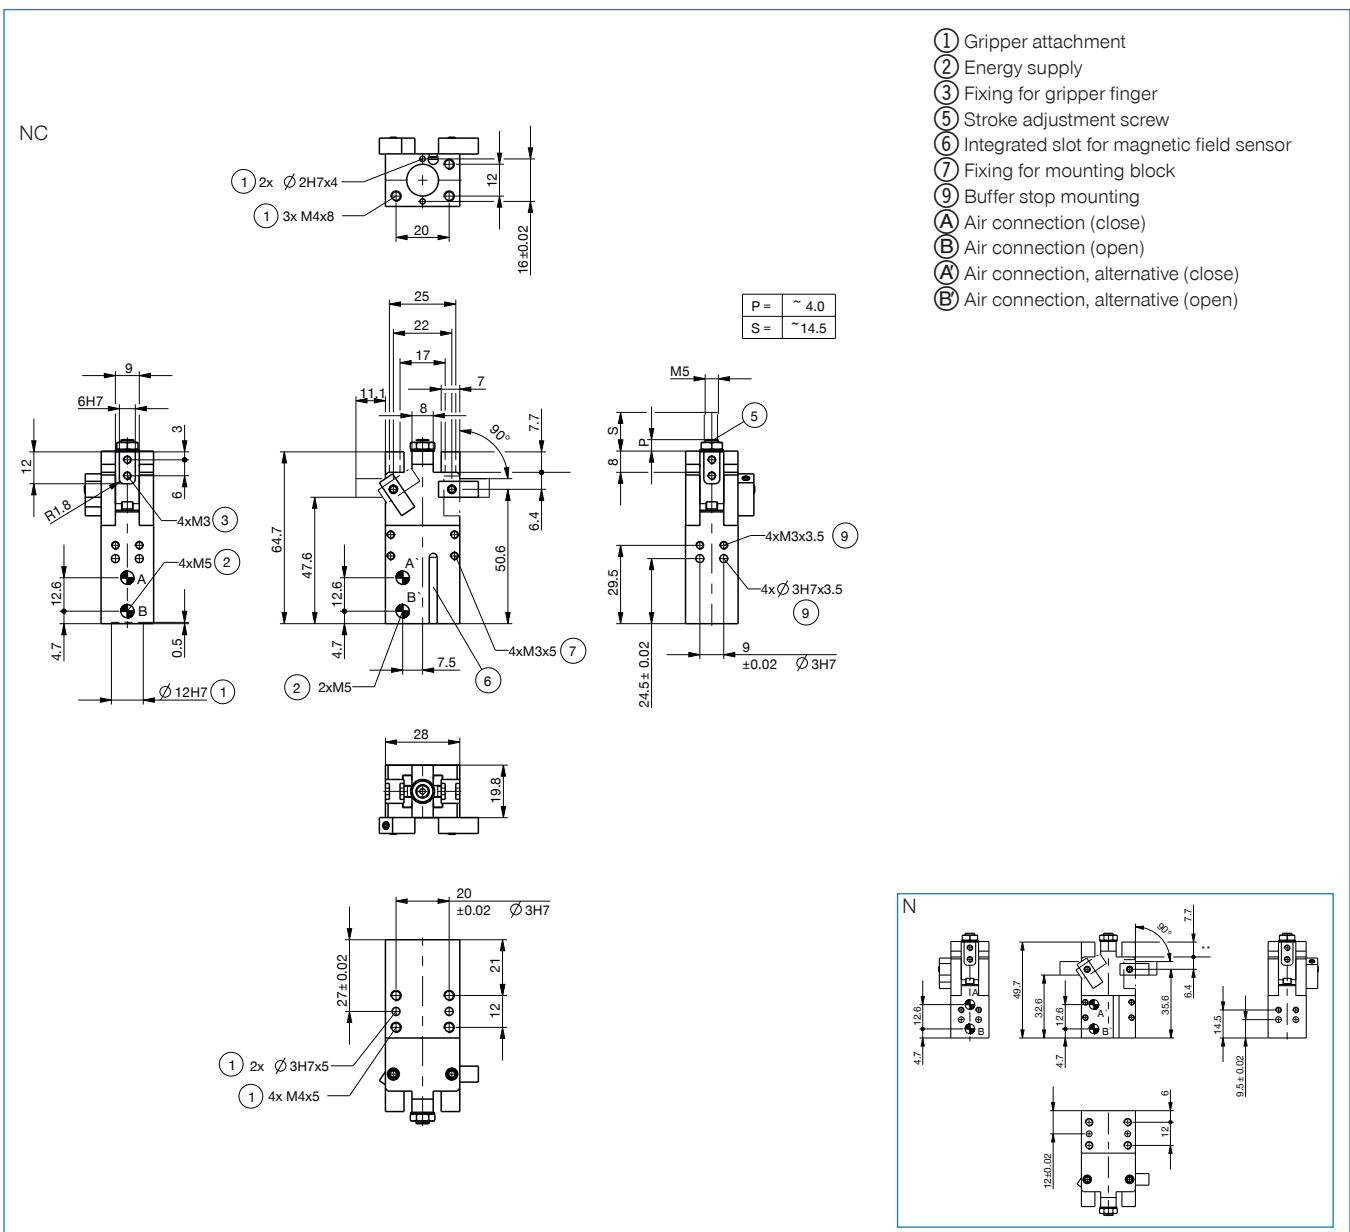 ① Gripper attachment
② Energy supply
③ Fixing for gripper finger
⑤ Stroke adjustment screw
⑥ Integrated slot for magnetic field sensor
⑦ Fixing for mounting block
⑨ Buffer stop mounting
Ⓐ Air connection (close)
Ⓑ Air connection (open)
A' Air connection, alternative (close)
B' Air connection, alternative (open)
NC
① 2x Ø 2H7x4
① 3x M4x8
12
20
16±0.02
P = ~ 4.0
S = ~14.5
9
6H7
3
12
6
R1.8
4xM3 ③
4xM5 ②
A
B
12.6
4.7
0.5
Ø 12H7 ①
25
22
17
7
11.1
8
90°
7.7
6.4
64.7
47.6
50.6
12.6
4.7
A`
B`
7.5
② 2xM5
⑥
4xM3x5 ⑦
M5
⑤
S
P
8
4xM3x3.5 ⑨
4x Ø 3H7x3.5
⑨
29.5
24.5± 0.02
9
±0.02 Ø 3H7
28
19.8
20
±0.02 Ø 3H7
27± 0.02
21
12
① 2x Ø 3H7x5
① 4x M4x5
N
A
B
12.6
4.7
49.7
32.6
12.6
4.7
A`
B`
90°
7.7
6.4
35.6
14.5
9.5± 0.02
6
12
12±0.02